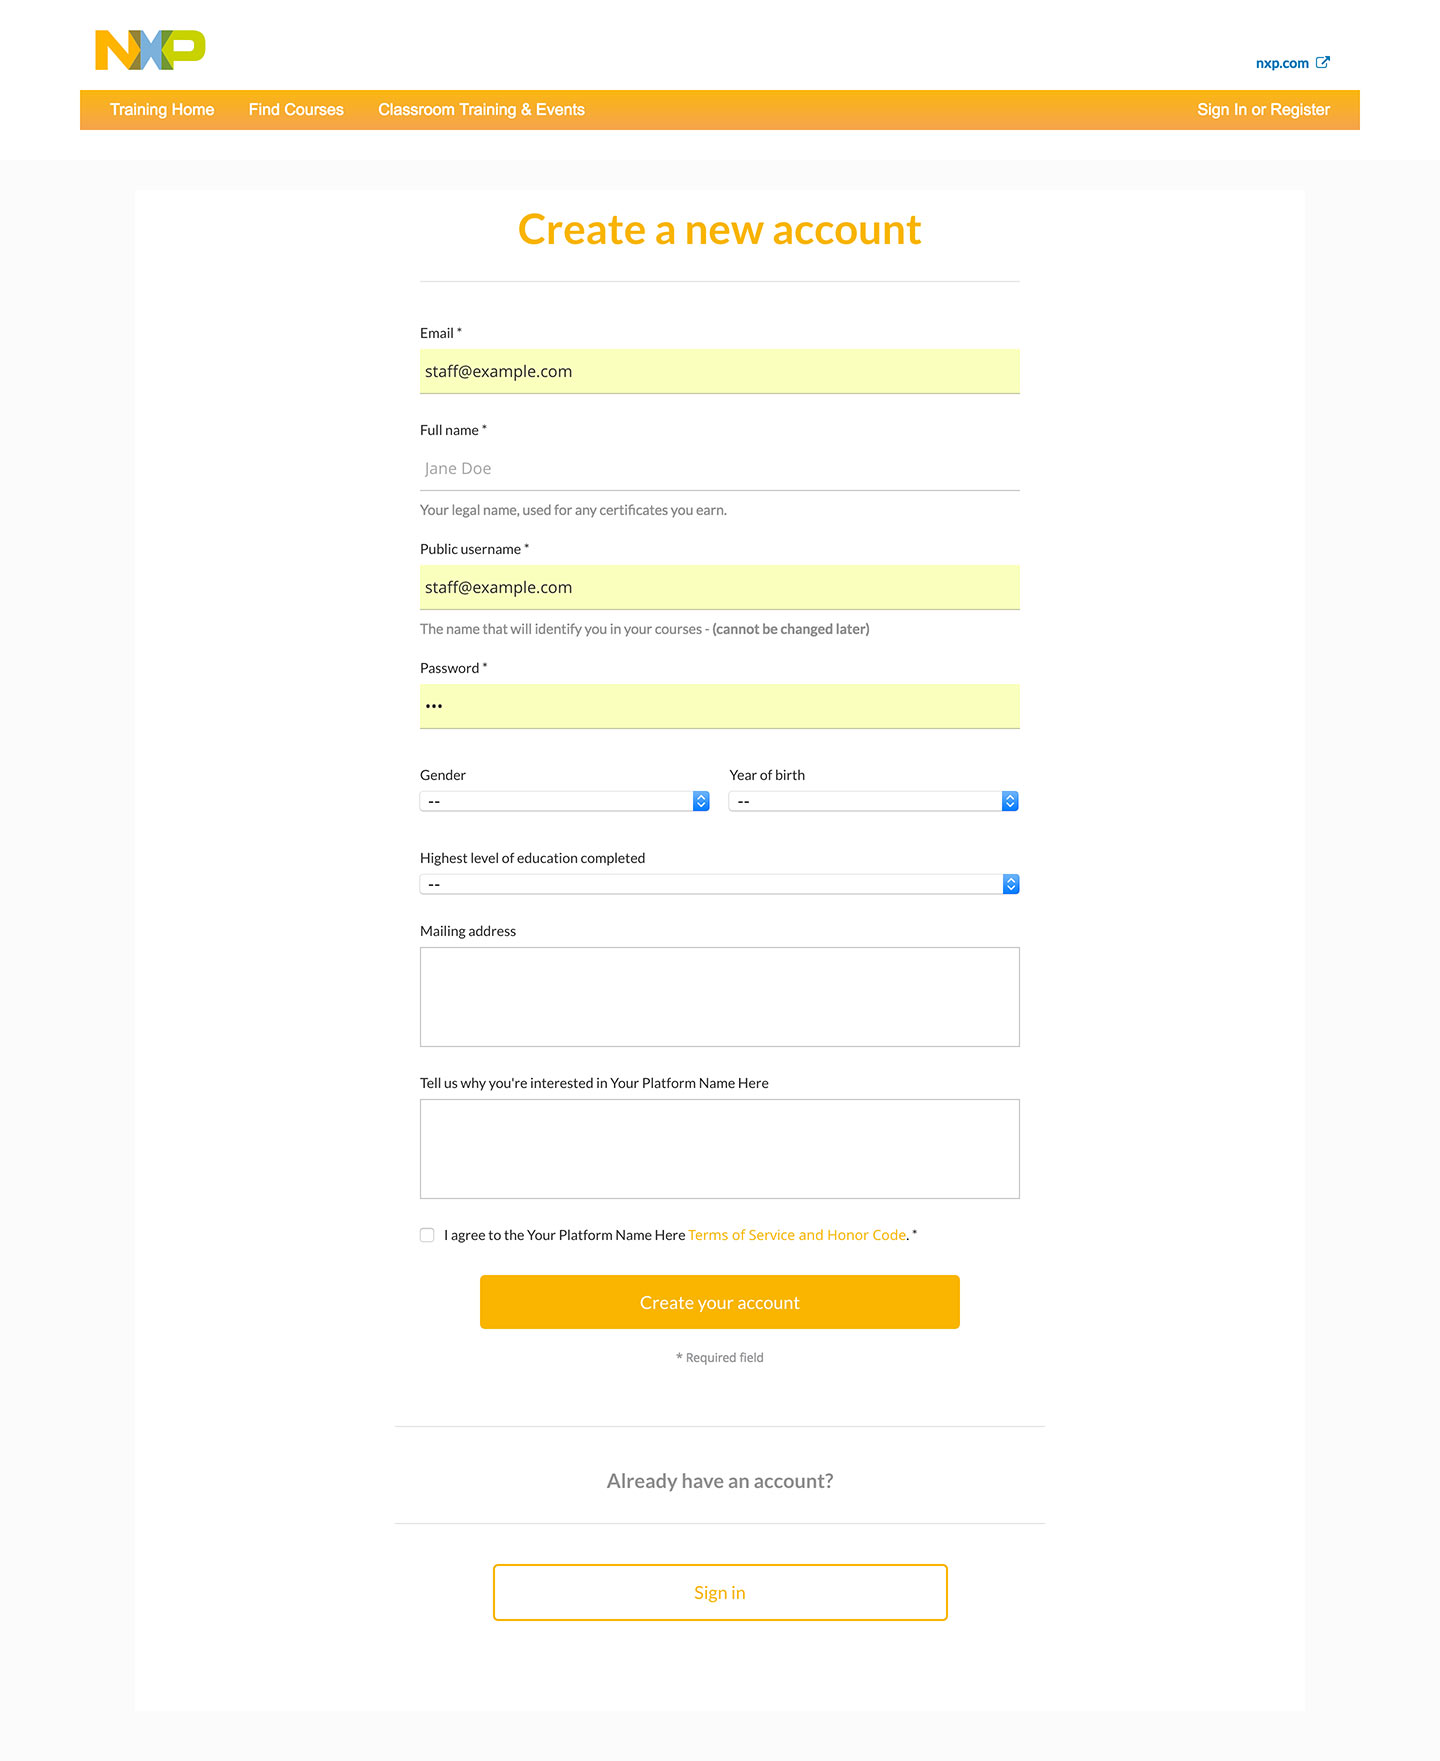 NXP
nxp.com
Training Home Find Courses Classroom Training & Events Sign In or Register
Create a new account
Email *
staff@example.com
Full name *
Jane Doe
Your legal name, used for any certificates you earn.
Public username *
staff@example.com
The name that will identify you in your courses - (cannot be changed later)
Password *
•••
Gender Year of birth
-- --
Highest level of education completed
--
Mailing address
Tell us why you're interested in Your Platform Name Here
I agree to the Your Platform Name Here Terms of Service and Honor Code. *
Create your account
* Required field
Already have an account?
Sign in